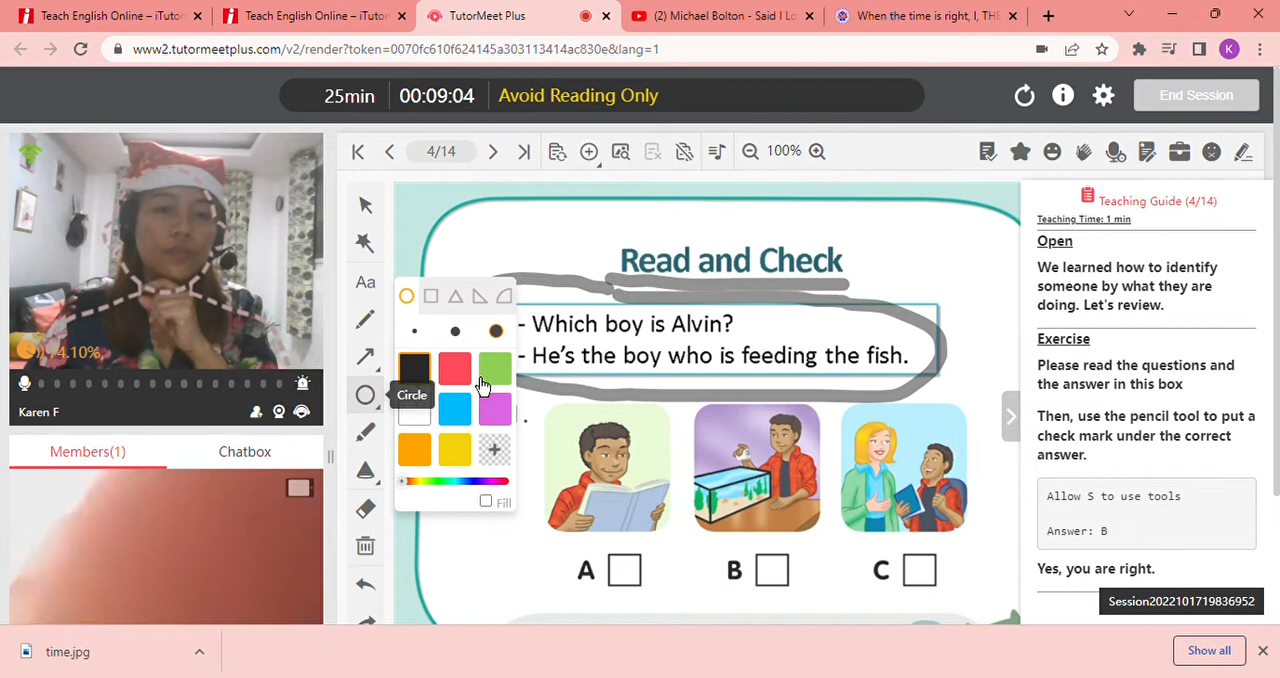 Teach English Online – iTutor
Teach English Online – iTutor
TutorMeet Plus
(2) Michael Bolton - Said I Lo
When the time is right, I, THE
www2.tutormeetplus.com/v2/render?token=0070fc610f624145a303113414ac830e&lang=1
K
25min
00:09:04
Avoid Reading Only
End Session
4/14
100%
74.10%
Karen F
Members(1)
Chatbox
Aa
Circle
Fill
Read and Check
- Which boy is Alvin?
- He's the boy who is feeding the fish.
A
B
C
Teaching Guide (4/14)
Teaching Time: 1 min
Open
We learned how to identify
someone by what they are
doing. Let's review.
Exercise
Please read the questions and
the answer in this box
Then, use the pencil tool to put a
check mark under the correct
answer.
Allow S to use tools
Answer: B
Yes, you are right.
Session2022101719836952
time.jpg
Show all